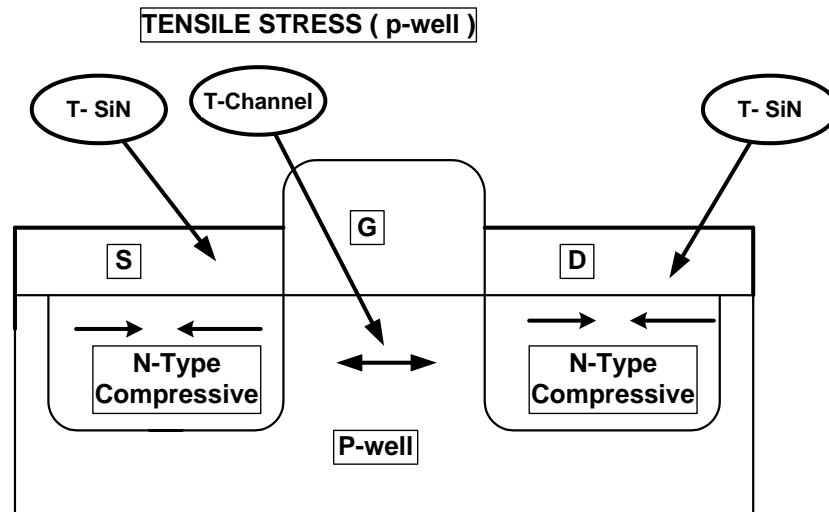 TENSILE STRESS ( p-well )
T- SiN
T-Channel
T- SiN
G
S
D
N-Type
Compressive
N-Type
Compressive
P-well